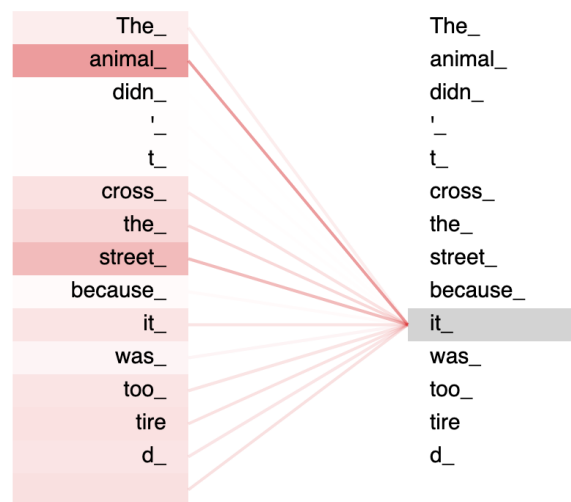 The_ The_
animal_ animal_
didn_ didn_
'_ '_
t_ t_
cross_ cross_
the_ the_
street_ street_
because_ because_
it_ it_
was_ was_
too_ too_
tire tire
d_ d_